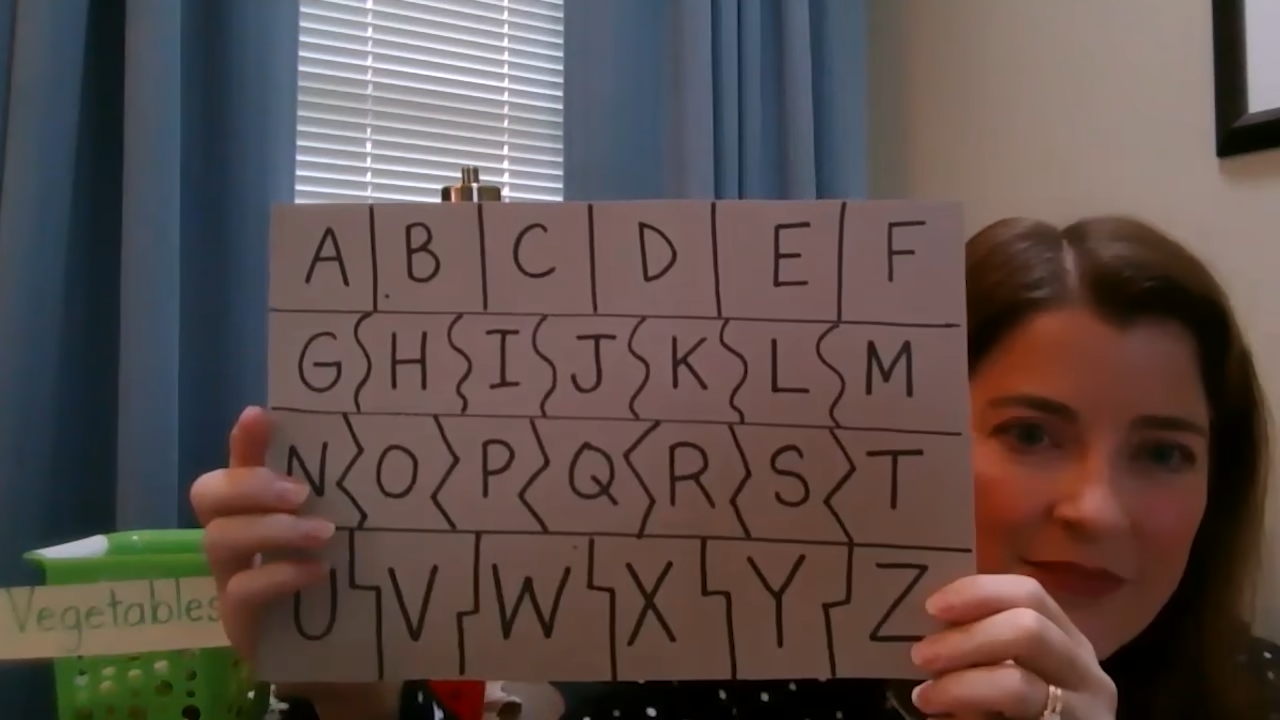 A B C D E F
G H I J K L M
N O P Q R S T
U V W X Y Z
Vegetables